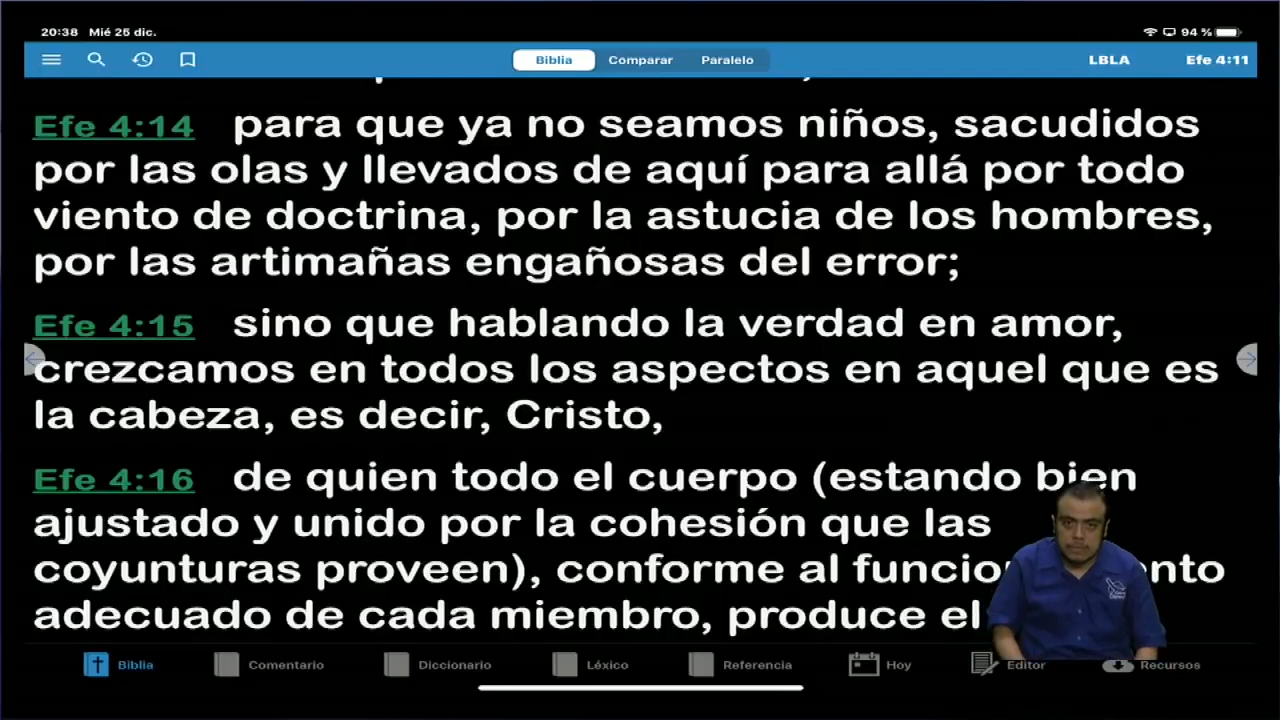 20:38 Mié 25 dic. 94 %
Biblia Comparar Paralelo LBLA Efe 4:11
Efe 4:14 para que ya no seamos niños, sacudidos
por las olas y llevados de aquí para allá por todo
viento de doctrina, por la astucia de los hombres,
por las artimañas engañosas del error;
Efe 4:15 sino que hablando la verdad en amor,
crezcamos en todos los aspectos en aquel que es
la cabeza, es decir, Cristo,
Efe 4:16 de quien todo el cuerpo (estando bien
ajustado y unido por la cohesión que las
coyunturas proveen), conforme al
adecuado de cada miembro, produce el
Biblia Comentario Diccionario Léxico Referencia Hoy Editor Recursos